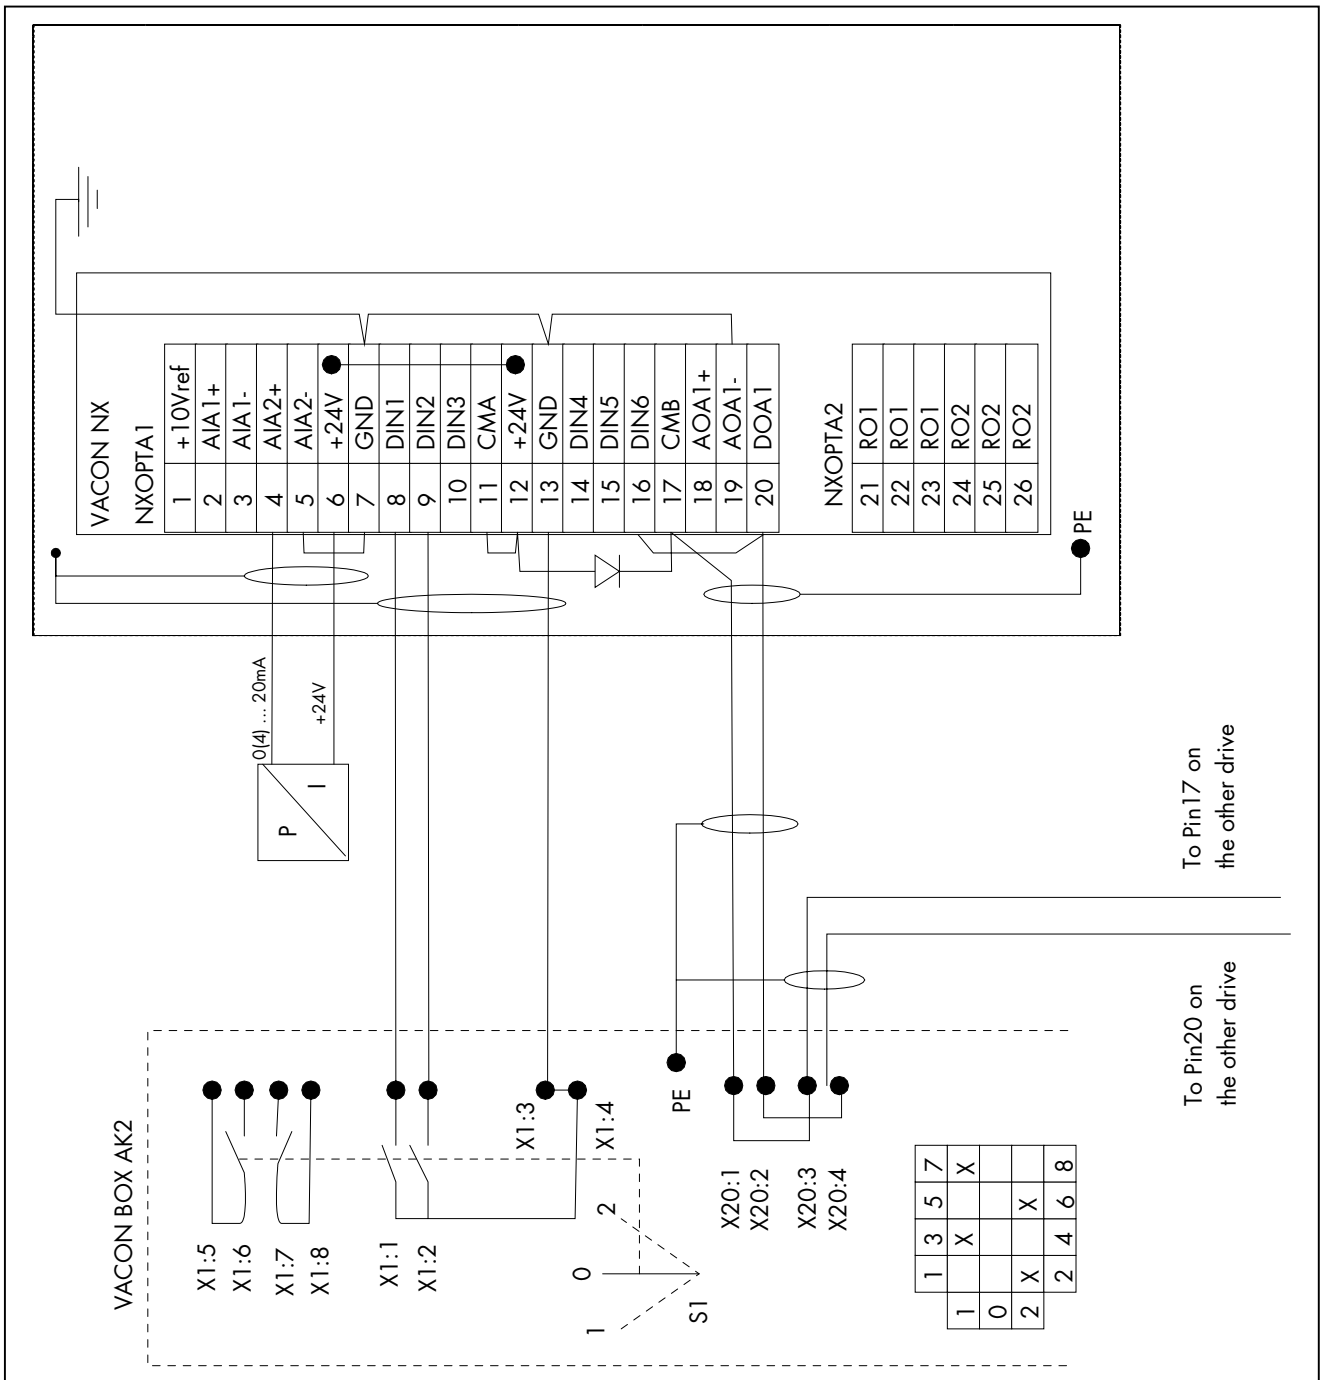 VACON NX
NXOPTA1
1 +10Vref
2 AIA1+
3 AIA1-
4 AIA2+
5 AIA2-
6 +24V
7 GND
8 DIN1
9 DIN2
10 DIN3
11 CMA
12 +24V
13 GND
14 DIN4
15 DIN5
16 DIN6
17 CMB
18 AOA1+
19 AOA1-
20 DOA1
NXOPTA2
21 RO1
22 RO1
23 RO1
24 RO2
25 RO2
26 RO2
PE
0(4) ... 20mA
+24V
P
I
To Pin17 on
the other drive
To Pin20 on
the other drive
VACON BOX AK2
X1:5
X1:6
X1:7
X1:8
X1:1
X1:2
X1:3
X1:4
PE
X20:1
X20:2
X20:3
X20:4
1
0
2
S1
1 3 5 7
1 X X
0
2 X X
2 4 6 8